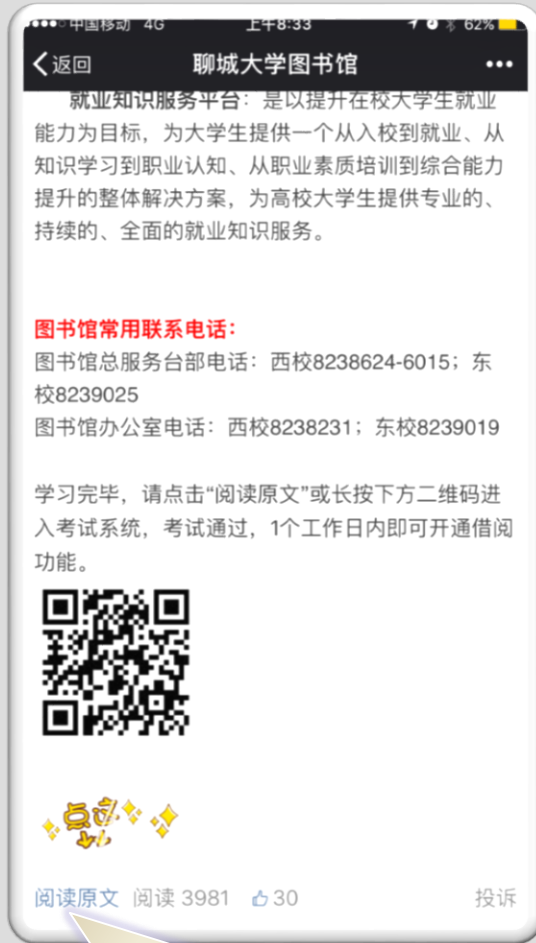 中国移动 4G 上午8:33 62%
返回 聊城大学图书馆
就业知识服务平台：是以提升在校大学生就业
能力为目标，为大学生提供一个从入校到就业、从
知识学习到职业认知、从职业素质培训到综合能力
提升的整体解决方案，为高校大学生提供专业的、
持续的、全面的就业知识服务。
图书馆常用联系电话：
图书馆总服务台部电话：西校8238624-6015；东
校8239025
图书馆办公室电话：西校8238231；东校8239019
学习完毕，请点击“阅读原文”或长按下方二维码进
入考试系统，考试通过，1个工作日内即可开通借阅
功能。
点这
阅读原文 阅读 3981 30 投诉